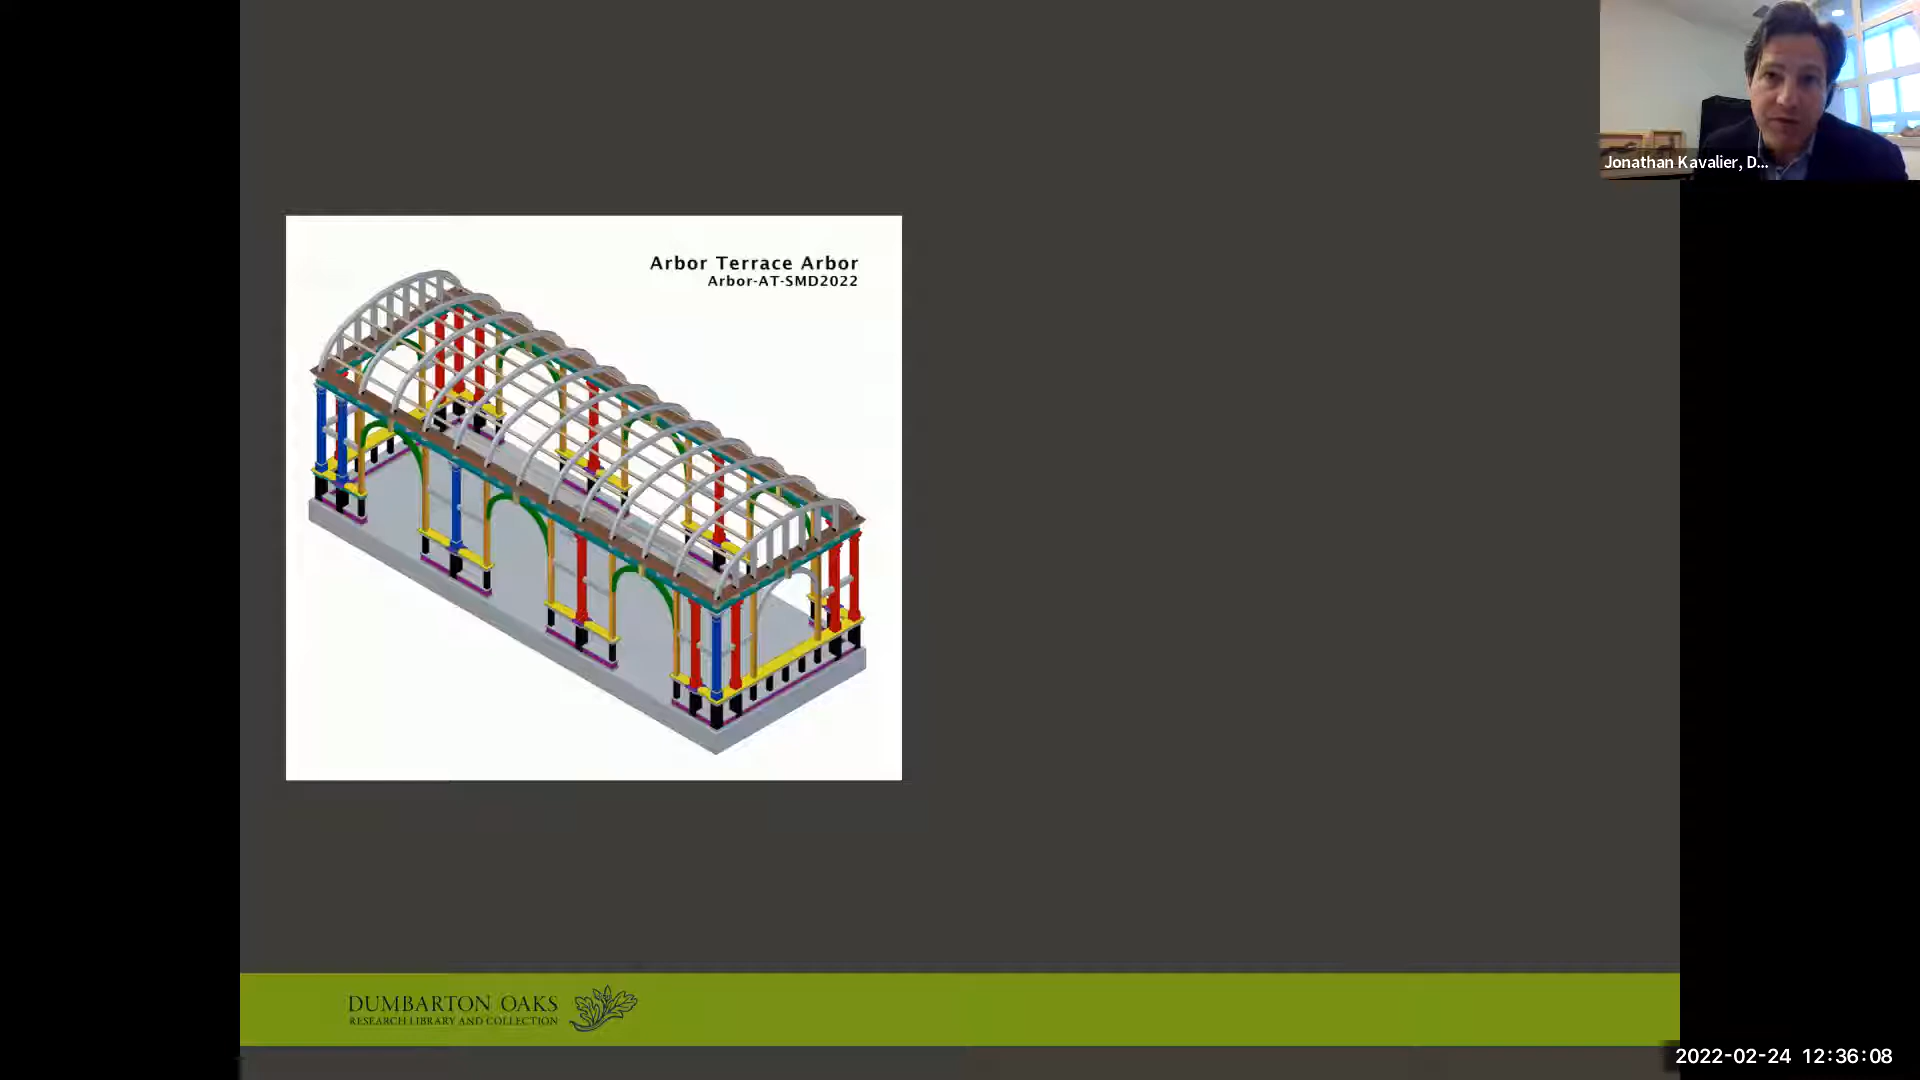 Jonathan Kavalier, D...
Arbor Terrace Arbor
Arbor-AT-SMD2022
DUMBARTON OAKS
RESEARCH LIBRARY AND COLLECTION
2022-02-24 12:36:08